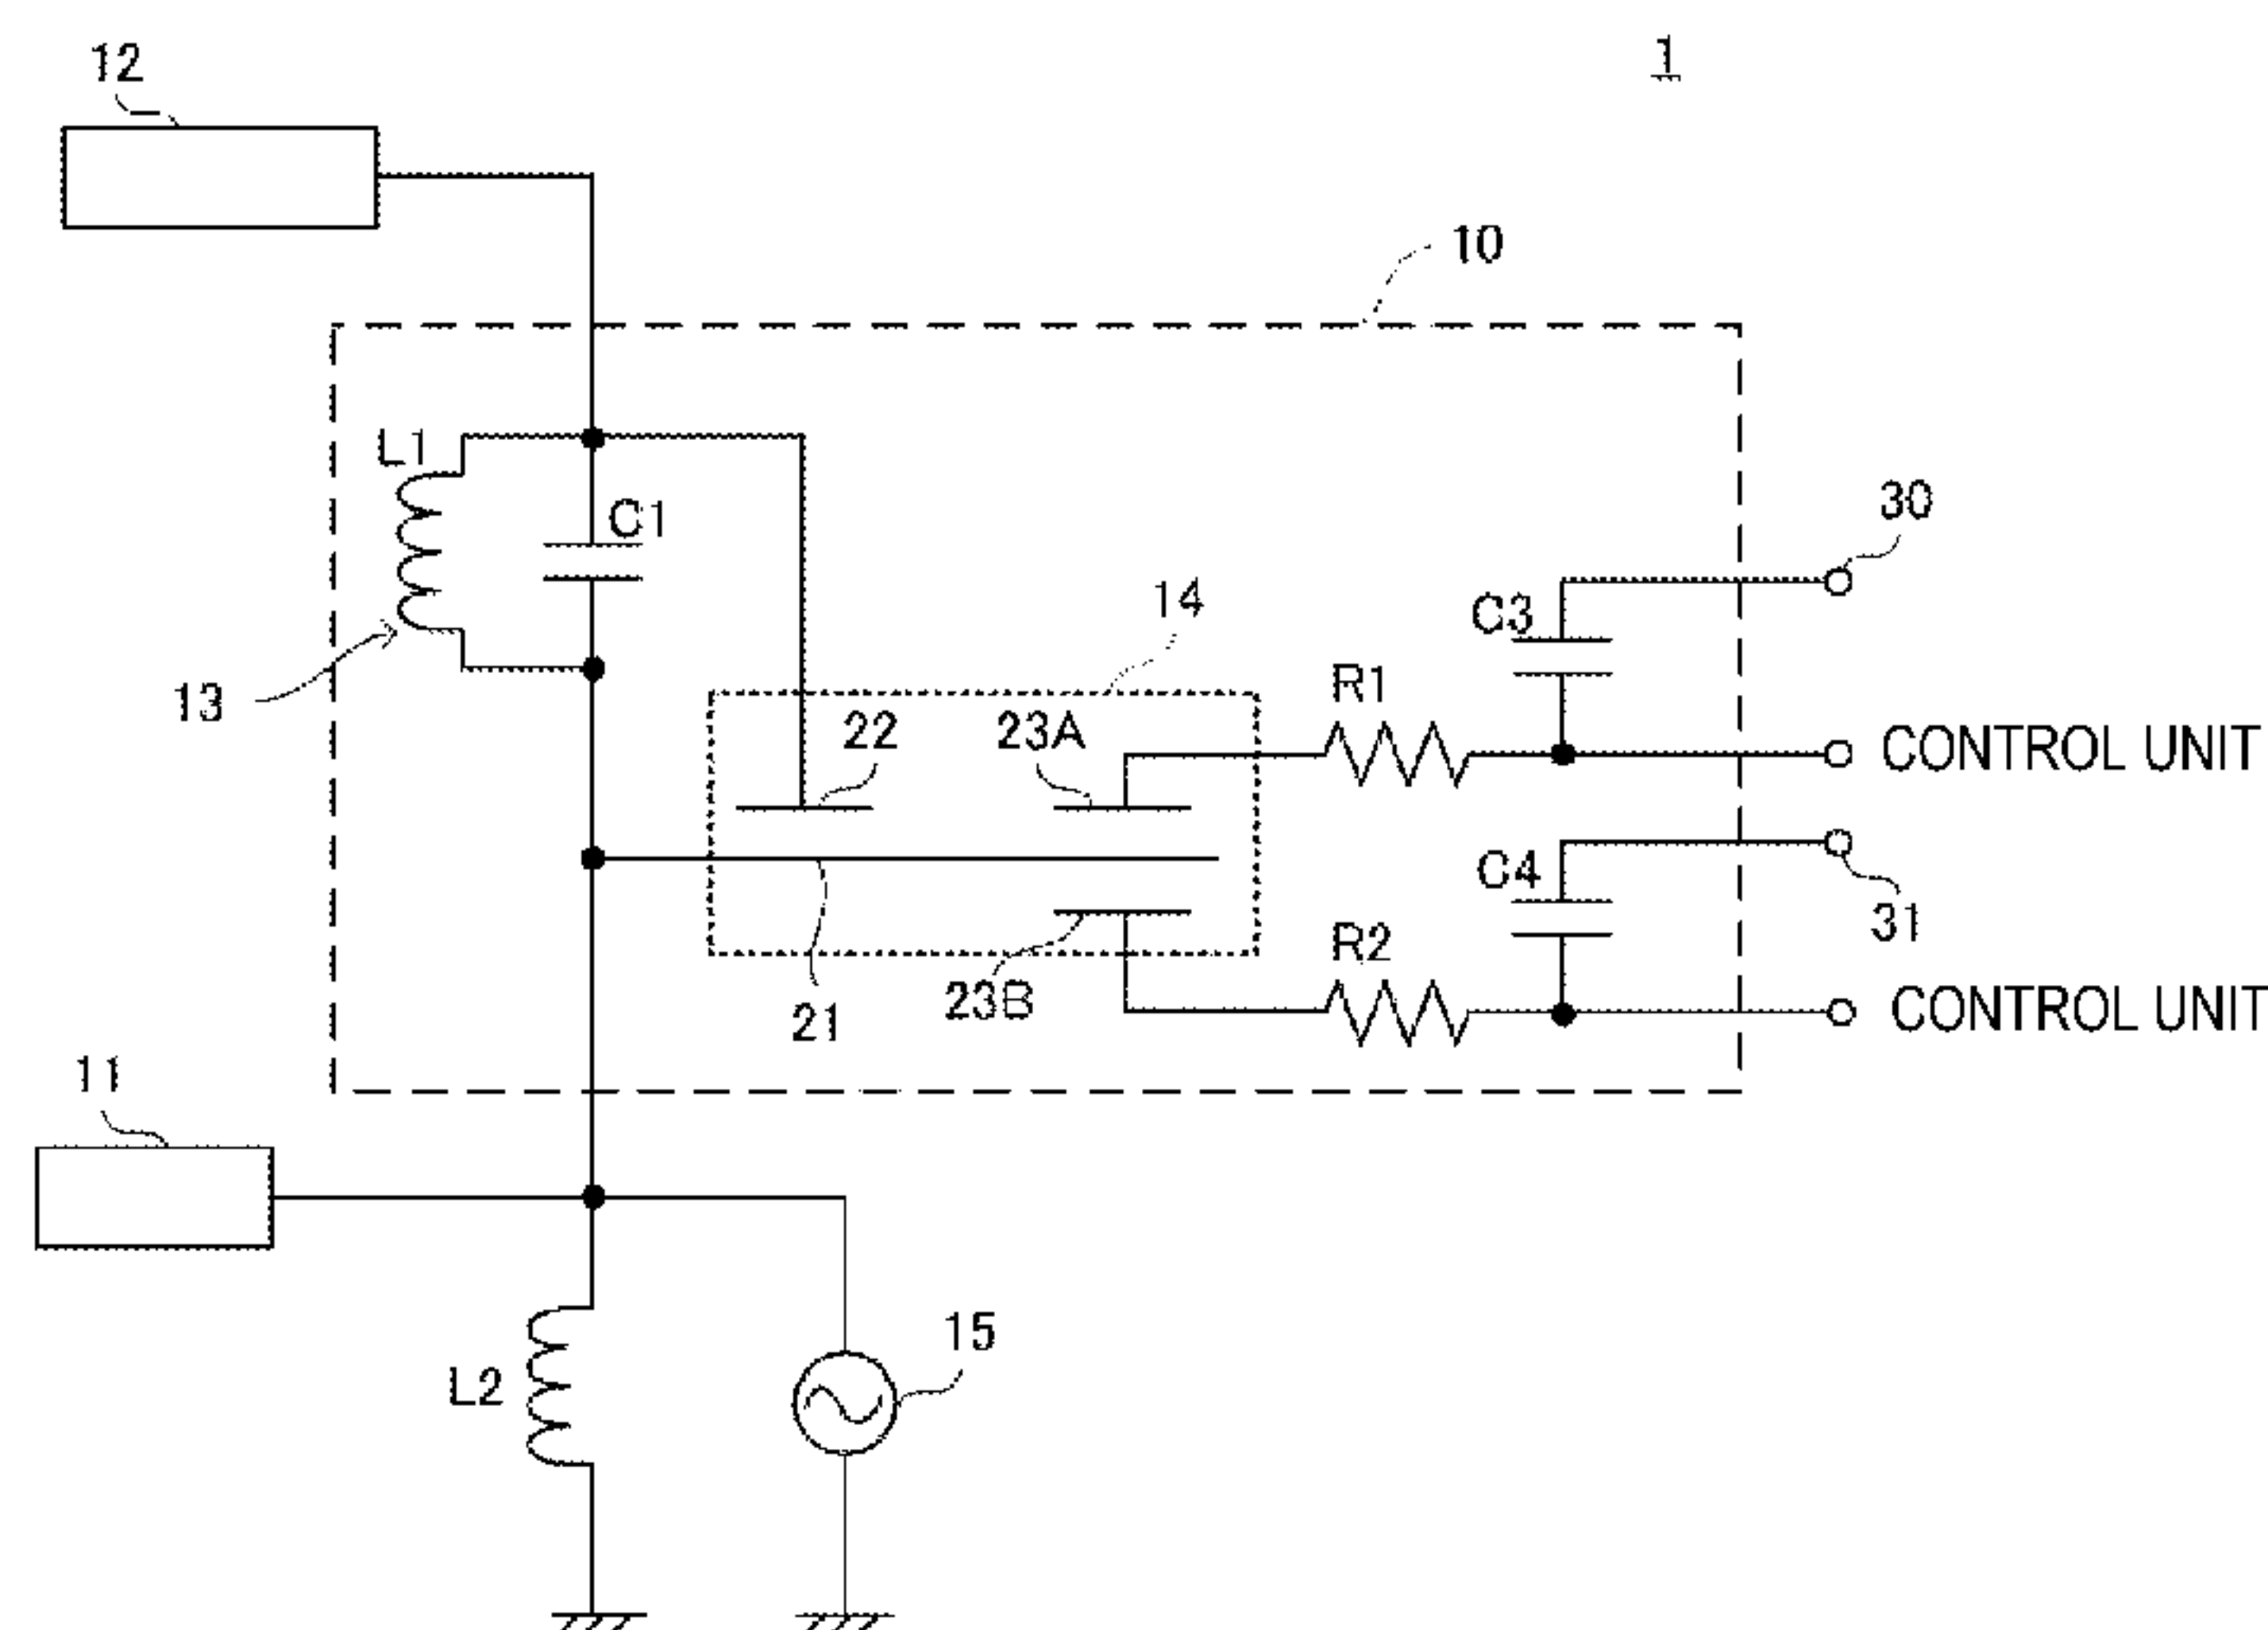 12
1
10
L1
C1
30
14
C3
13
R1
22
23A
CONTROL UNIT
C4
31
R2
21
23B
CONTROL UNIT
11
15
L2